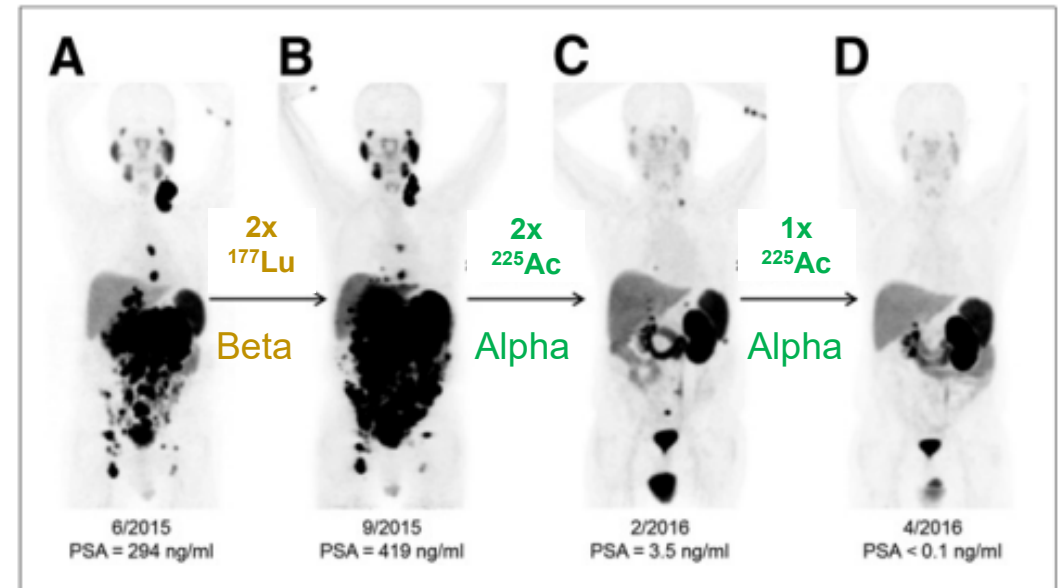 A
B
C
D
2x
¹⁷⁷Lu
Beta
2x
²²⁵Ac
Alpha
1x
²²⁵Ac
Alpha
6/2015
PSA = 294 ng/ml
9/2015
PSA = 419 ng/ml
2/2016
PSA = 3.5 ng/ml
4/2016
PSA < 0.1 ng/ml